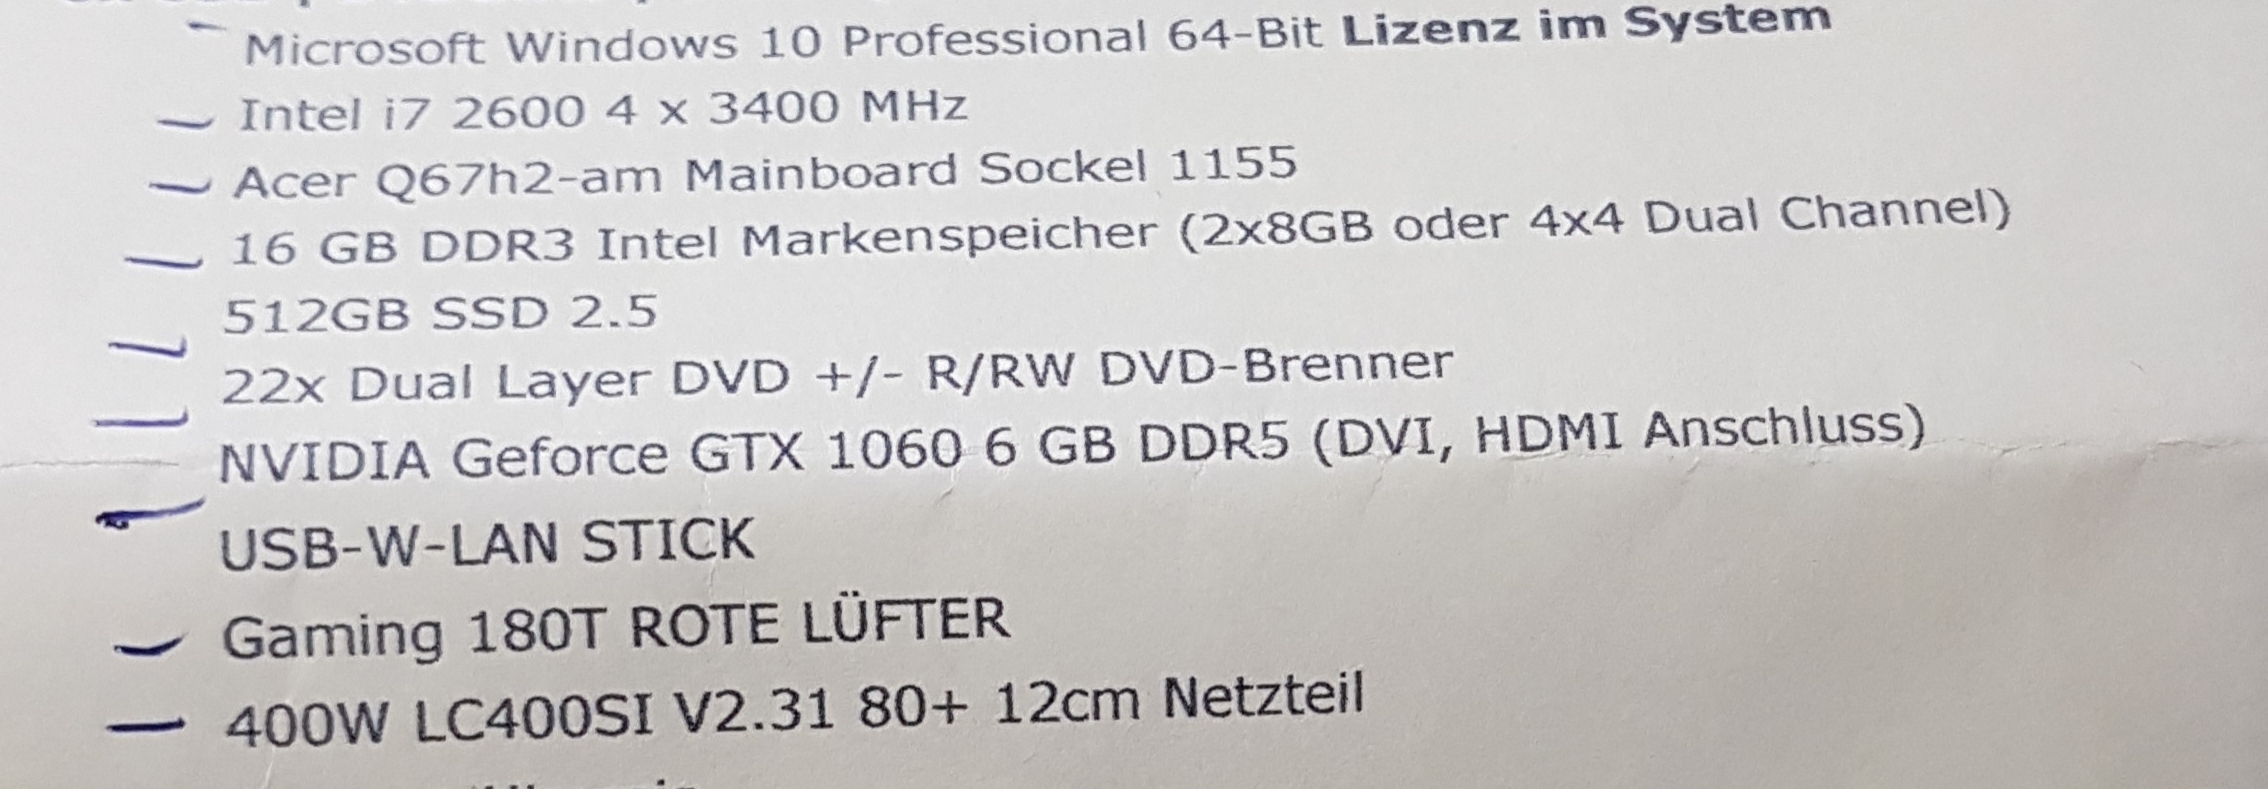 Microsoft Windows 10 Professional 64-Bit Lizenz im System
Intel i7 2600 4 x 3400 MHz
Acer Q67h2-am Mainboard Sockel 1155
16 GB DDR3 Intel Markenspeicher (2x8GB oder 4x4 Dual Channel)
512GB SSD 2.5
22x Dual Layer DVD +/- R/RW DVD-Brenner
NVIDIA Geforce GTX 1060 6 GB DDR5 (DVI, HDMI Anschluss)
USB-W-LAN STICK
Gaming 180T ROTE LÜFTER
400W LC400SI V2.31 80+ 12cm Netzteil